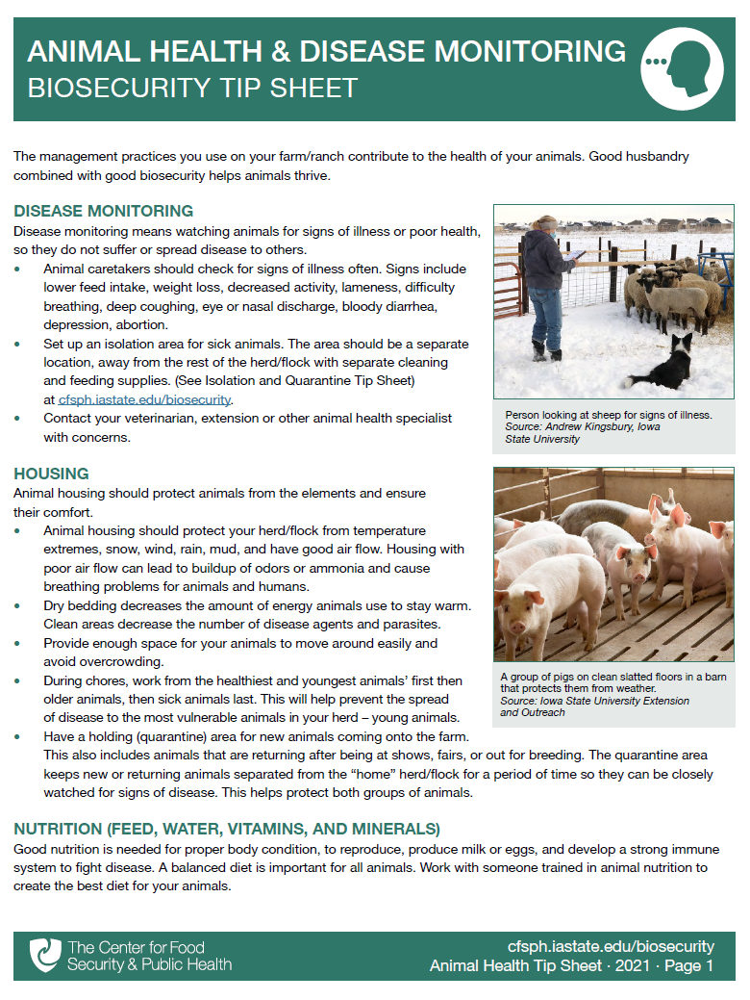 ANIMAL HEALTH & DISEASE MONITORING
BIOSECURITY TIP SHEET
The management practices you use on your farm/ranch contribute to the health of your animals. Good husbandry
combined with good biosecurity helps animals thrive.
DISEASE MONITORING
Disease monitoring means watching animals for signs of illness or poor health,
so they do not suffer or spread disease to others.
• Animal caretakers should check for signs of illness often. Signs include
lower feed intake, weight loss, decreased activity, lameness, difficulty
breathing, deep coughing, eye or nasal discharge, bloody diarrhea,
depression, abortion.
• Set up an isolation area for sick animals. The area should be a separate
location, away from the rest of the herd/flock with separate cleaning
and feeding supplies. (See Isolation and Quarantine Tip Sheet)
at cfsph.iastate.edu/biosecurity.
• Contact your veterinarian, extension or other animal health specialist
with concerns.
Person looking at sheep for signs of illness.
Source: Andrew Kingsbury, Iowa
State University
HOUSING
Animal housing should protect animals from the elements and ensure
their comfort.
• Animal housing should protect your herd/flock from temperature
extremes, snow, wind, rain, mud, and have good air flow. Housing with
poor air flow can lead to buildup of odors or ammonia and cause
breathing problems for animals and humans.
• Dry bedding decreases the amount of energy animals use to stay warm.
Clean areas decrease the number of disease agents and parasites.
• Provide enough space for your animals to move around easily and
avoid overcrowding.
• During chores, work from the healthiest and youngest animals’ first then
older animals, then sick animals last. This will help prevent the spread
of disease to the most vulnerable animals in your herd – young animals.
• Have a holding (quarantine) area for new animals coming onto the farm.
This also includes animals that are returning after being at shows, fairs, or out for breeding. The quarantine area
keeps new or returning animals separated from the “home” herd/flock for a period of time so they can be closely
watched for signs of disease. This helps protect both groups of animals.
A group of pigs on clean slatted floors in a barn
that protects them from weather.
Source: Iowa State University Extension
and Outreach
NUTRITION (FEED, WATER, VITAMINS, AND MINERALS)
Good nutrition is needed for proper body condition, to reproduce, produce milk or eggs, and develop a strong immune
system to fight disease. A balanced diet is important for all animals. Work with someone trained in animal nutrition to
create the best diet for your animals.
The Center for Food
Security & Public Health
cfsph.iastate.edu/biosecurity
Animal Health Tip Sheet · 2021 · Page 1